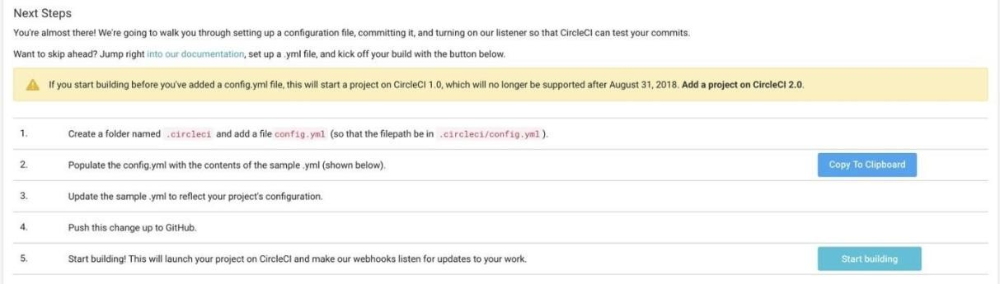 Next Steps
You're almost there! We're going to walk you through setting up a configuration file, committing it, and turning on our listener so that CircleCI can test your commits.
Want to skip ahead? Jump right into our documentation, set up a .yml file, and kick off your build with the button below.
If you start building before you've added a config.yml file, this will start a project on CircleCI 1.0, which will no longer be supported after August 31, 2018. Add a project on CircleCI 2.0.
1. Create a folder named .circleci and add a file config.yml (so that the filepath be in .circleci/config.yml ).
2. Populate the config.yml with the contents of the sample .yml (shown below). Copy To Clipboard
3. Update the sample .yml to reflect your project's configuration.
4. Push this change up to GitHub.
5. Start building! This will launch your project on CircleCI and make our webhooks listen for updates to your work. Start building